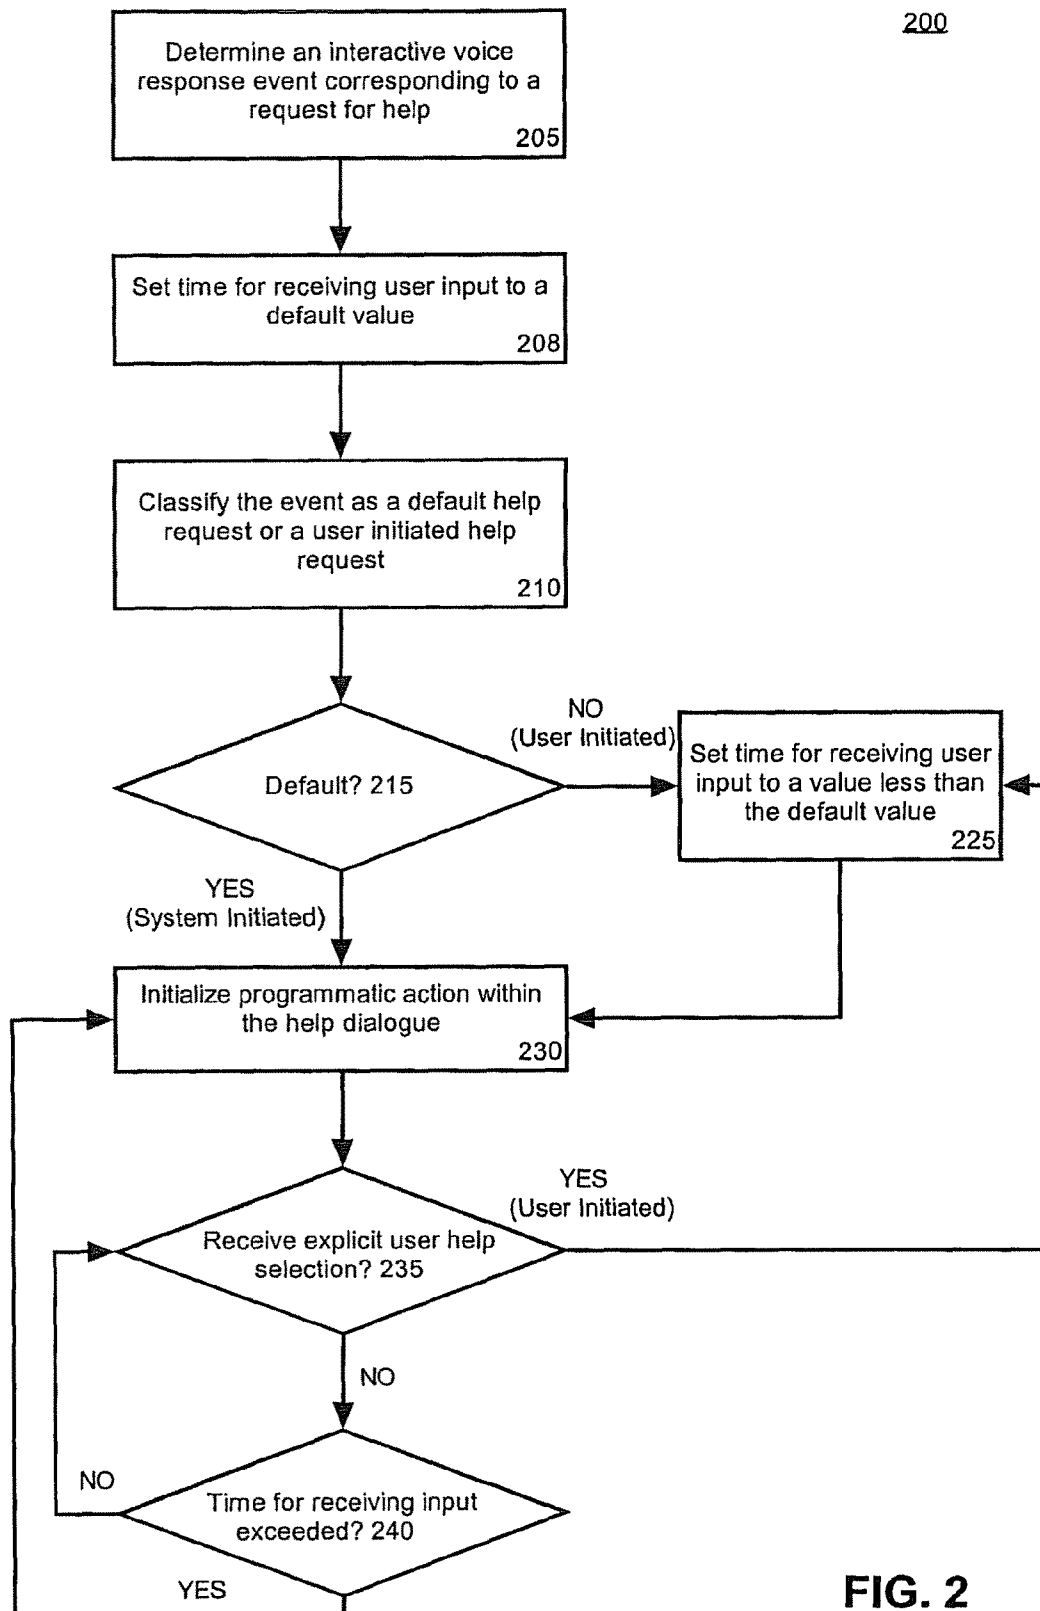 200
Determine an interactive voice
response event corresponding to a
request for help
205
Set time for receiving user input to a
default value
208
Classify the event as a default help
request or a user initiated help
request
210
Default? 215
NO
(User Initiated)
Set time for receiving user
input to a value less than
the default value
225
YES
(System Initiated)
Initialize programmatic action within
the help dialogue
230
Receive explicit user help
selection? 235
YES
(User Initiated)
NO
Time for receiving input
exceeded? 240
NO
YES
FIG. 2